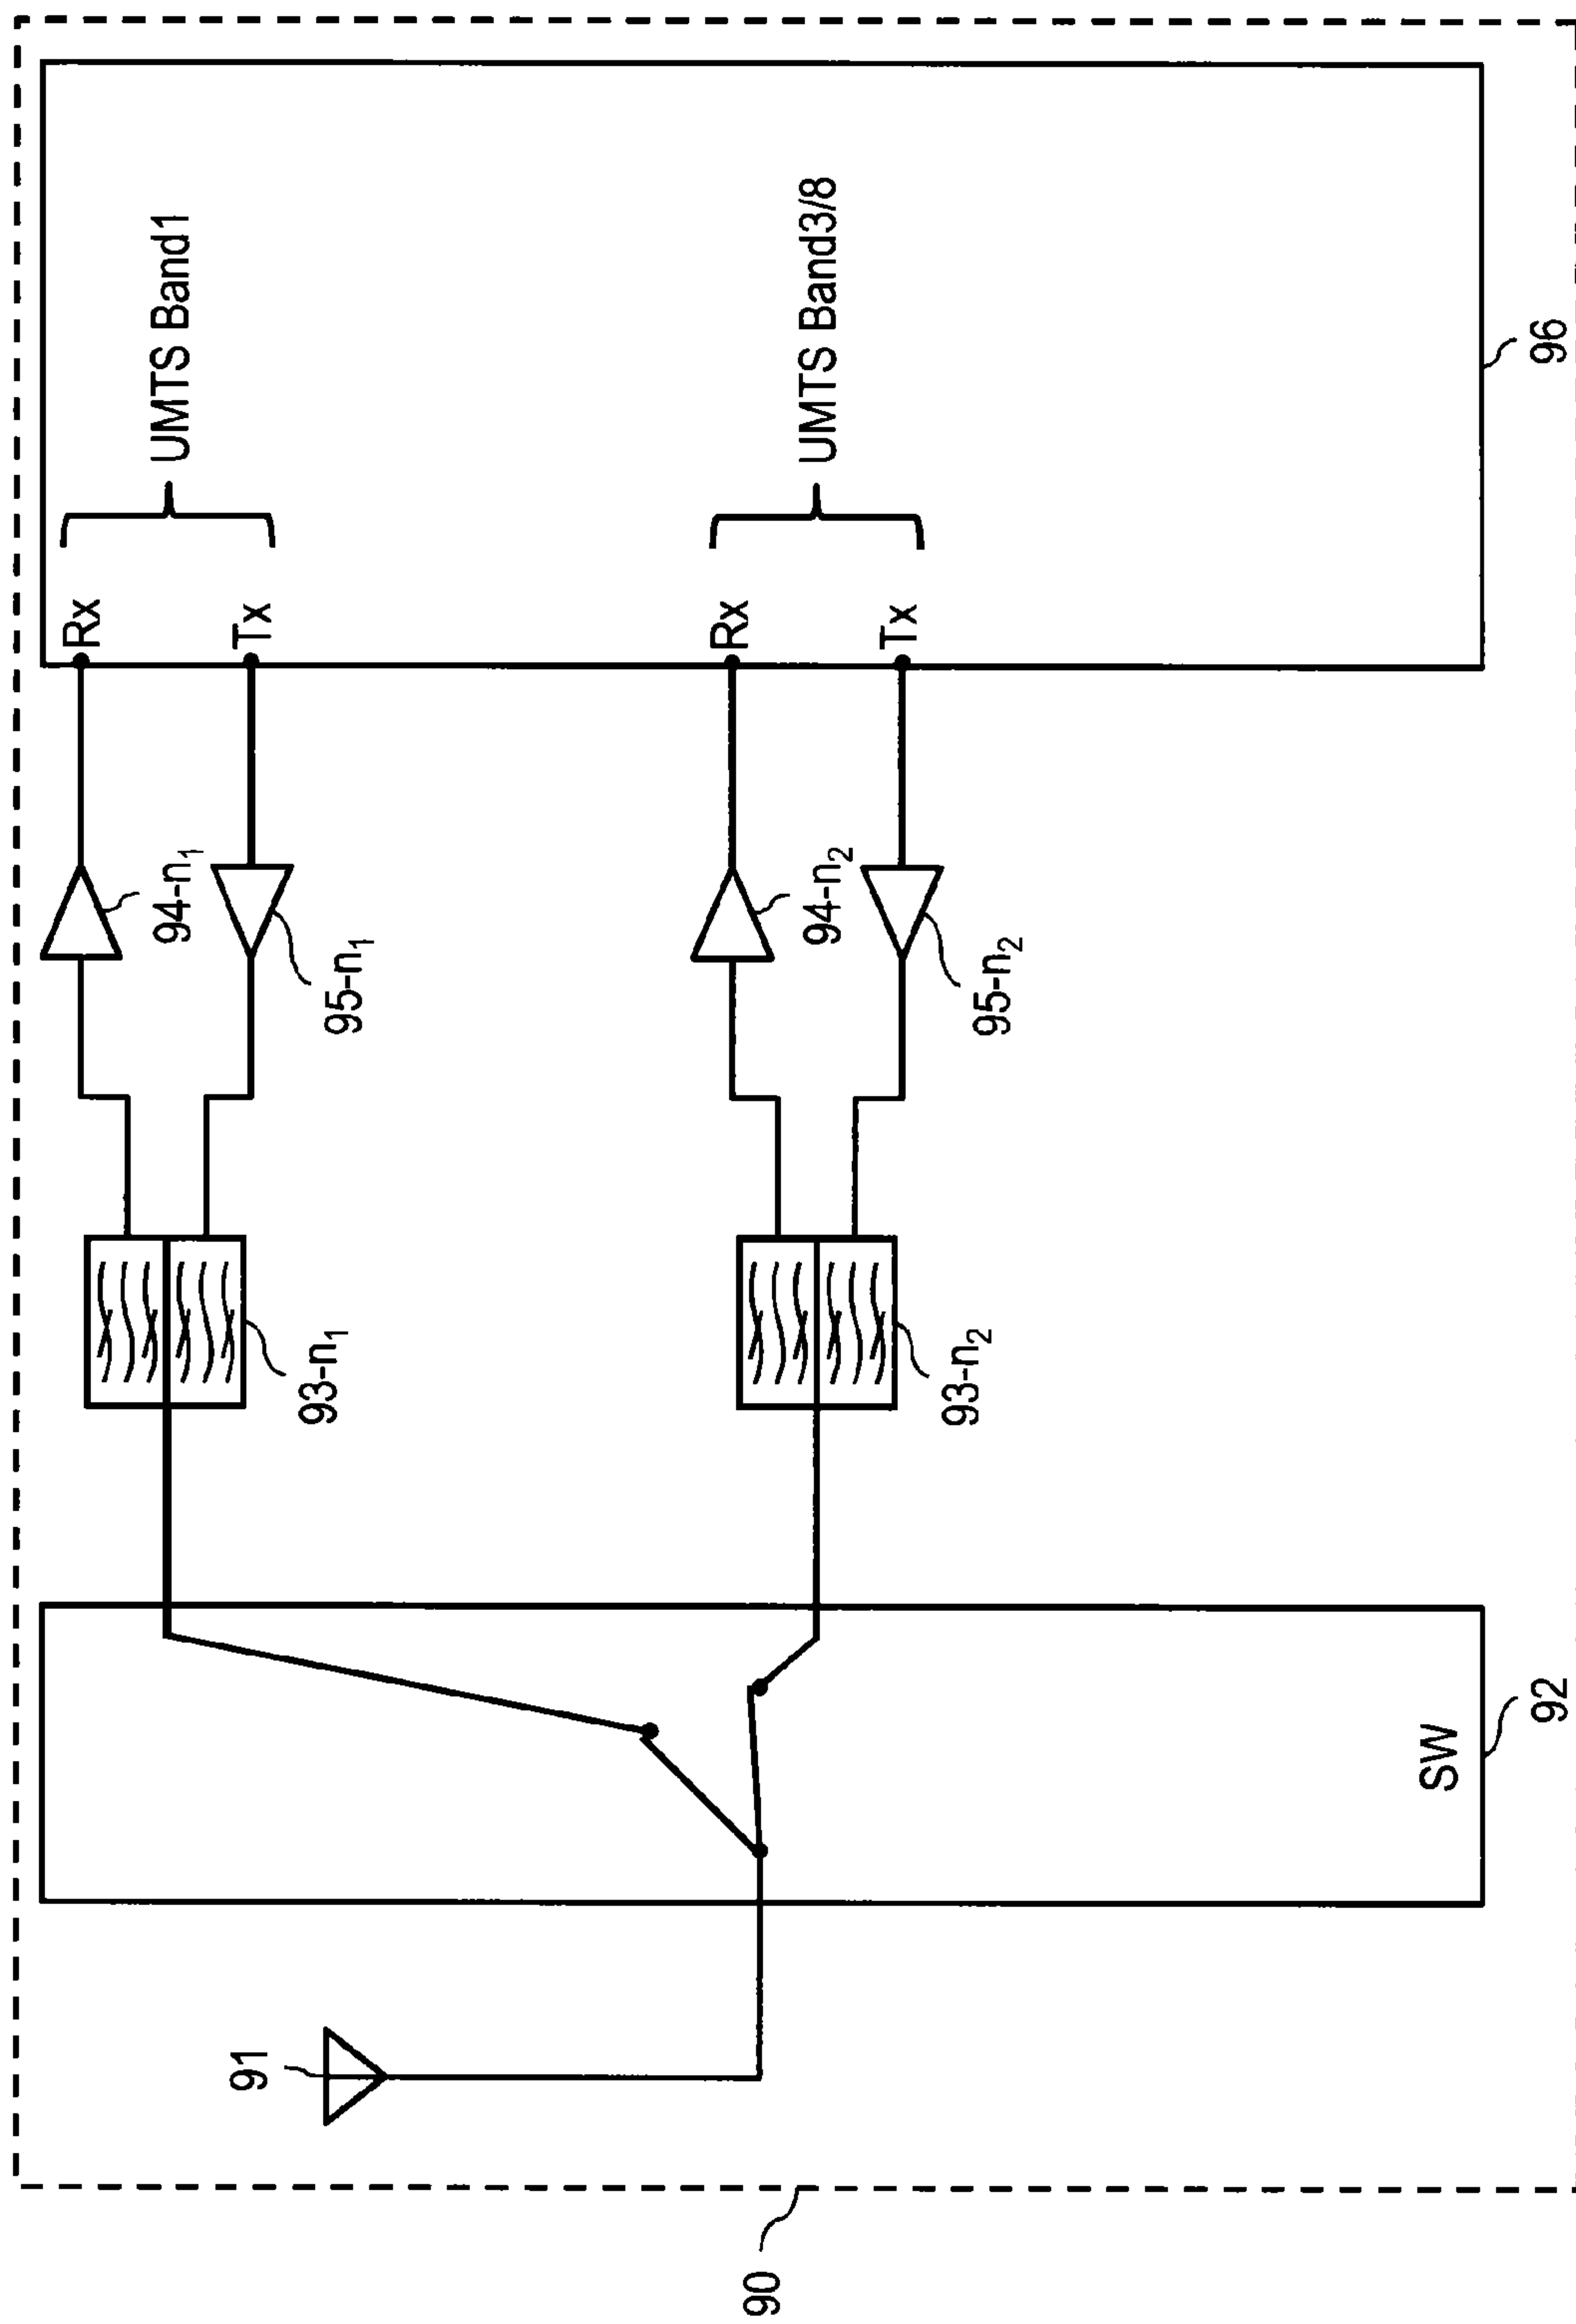 90
91
SW
92
93-n₁
93-n₂
94-n₁
95-n₁
94-n₂
95-n₂
Rx
Tx
UMTS Band1
Rx
Tx
UMTS Band3/8
96